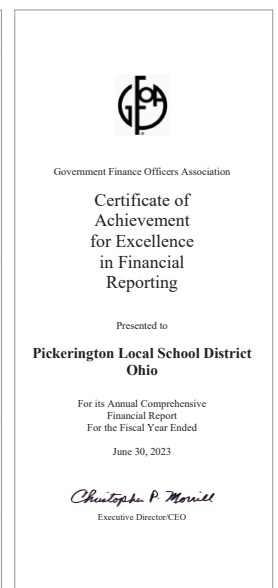 GFOA
Government Finance Officers Association
Certificate of
Achievement
for Excellence
in Financial
Reporting
Presented to
Pickerington Local School District
Ohio
For its Annual Comprehensive
Financial Report
For the Fiscal Year Ended
June 30, 2023
Christopher P. Morrill
Executive Director/CEO